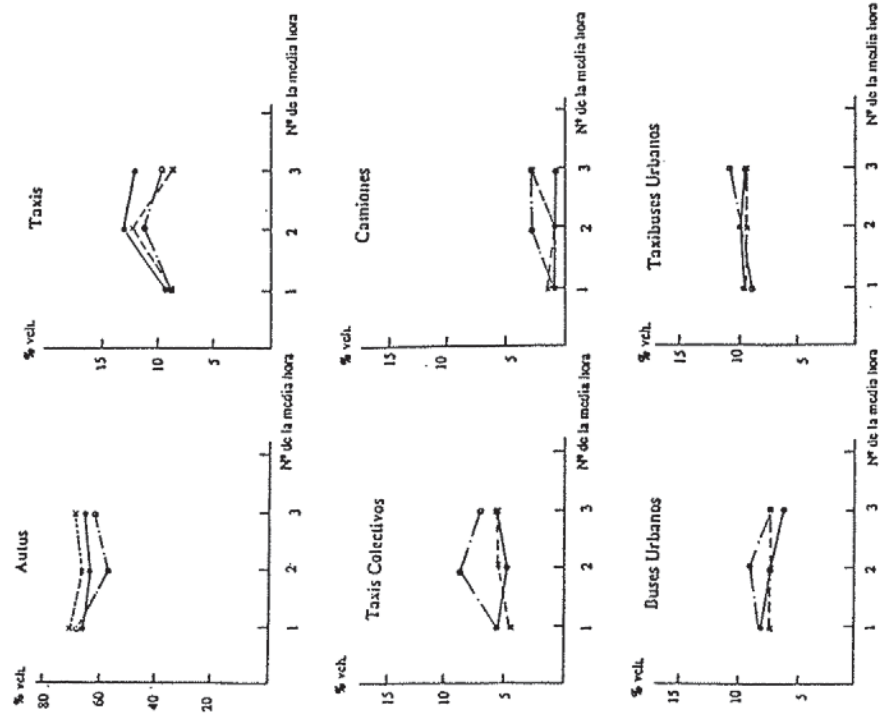 Autus
% veh.
80
60
40
20
1
2
3
Nº de la media hora
Taxis
% veh.
15
10
5
1
2
3
Nº de la media hora
Taxis Colectivos
% veh.
10
5
1
2
3
Nº de la media hora
Camiones
% veh.
15
10
5
1
2
3
Nº de la media hora
Buses Urbanos
% veh.
15
10
5
1
2
3
Nº de la media hora
Taxibuses Urbanos
% veh.
15
10
5
1
2
3
Nº de la media hora